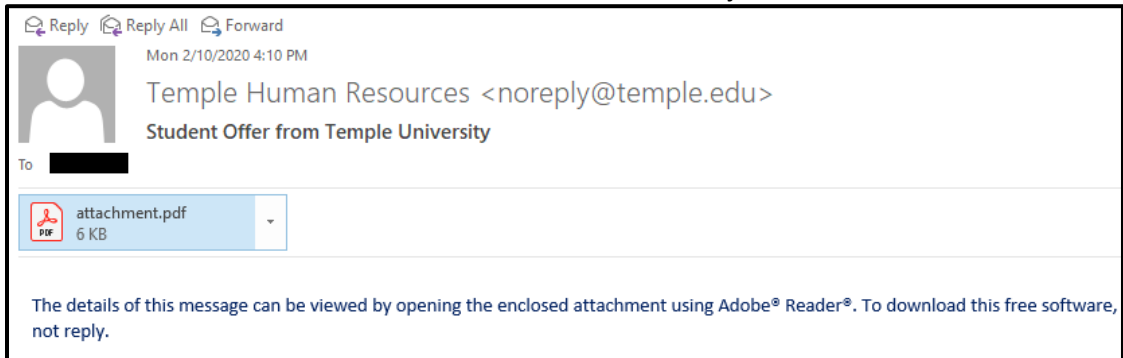 Reply Reply All Forward
Mon 2/10/2020 4:10 PM
Temple Human Resources <noreply@temple.edu>
Student Offer from Temple University
To
attachment.pdf
PDF 6 KB
The details of this message can be viewed by opening the enclosed attachment using Adobe® Reader®. To download this free software,
not reply.